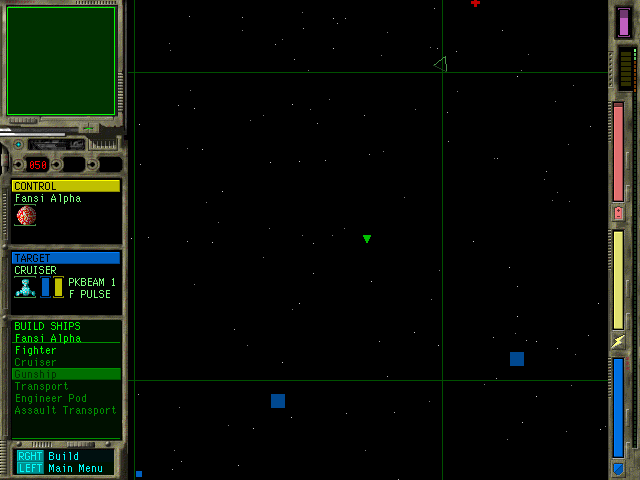 050
CONTROL
Fansi Alpha
TARGET
CRUISER
PKBEAM 1
F PULSE
BUILD SHIPS
Fansi Alpha
Fighter
Cruiser
Gunship
Transport
Engineer Pod
Assault Transport
RGHT Build
LEFT Main Menu